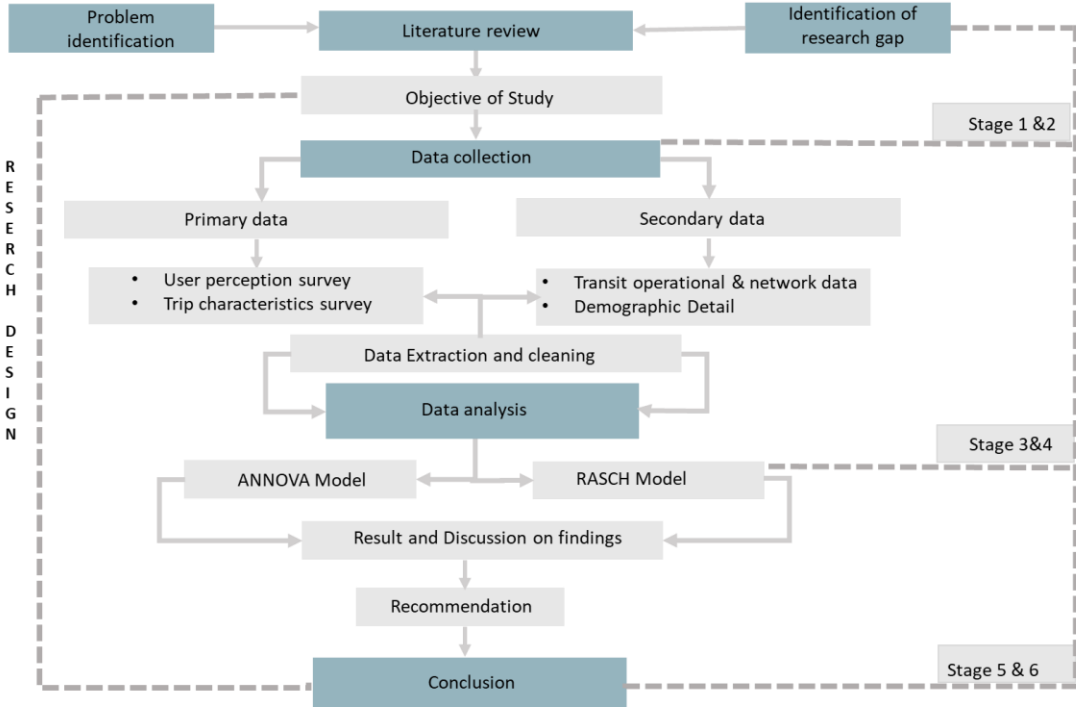 Problem
identification
Literature review
Identification of
research gap
Objective of Study
Stage 1 &2
Data collection
RESERCH DESIGN
Primary data
Secondary data
• User perception survey
• Trip characteristics survey
• Transit operational & network data
• Demographic Detail
Data Extraction and cleaning
Data analysis
Stage 3&4
ANNOVA Model
RASCH Model
Result and Discussion on findings
Recommendation
Stage 5 & 6
Conclusion